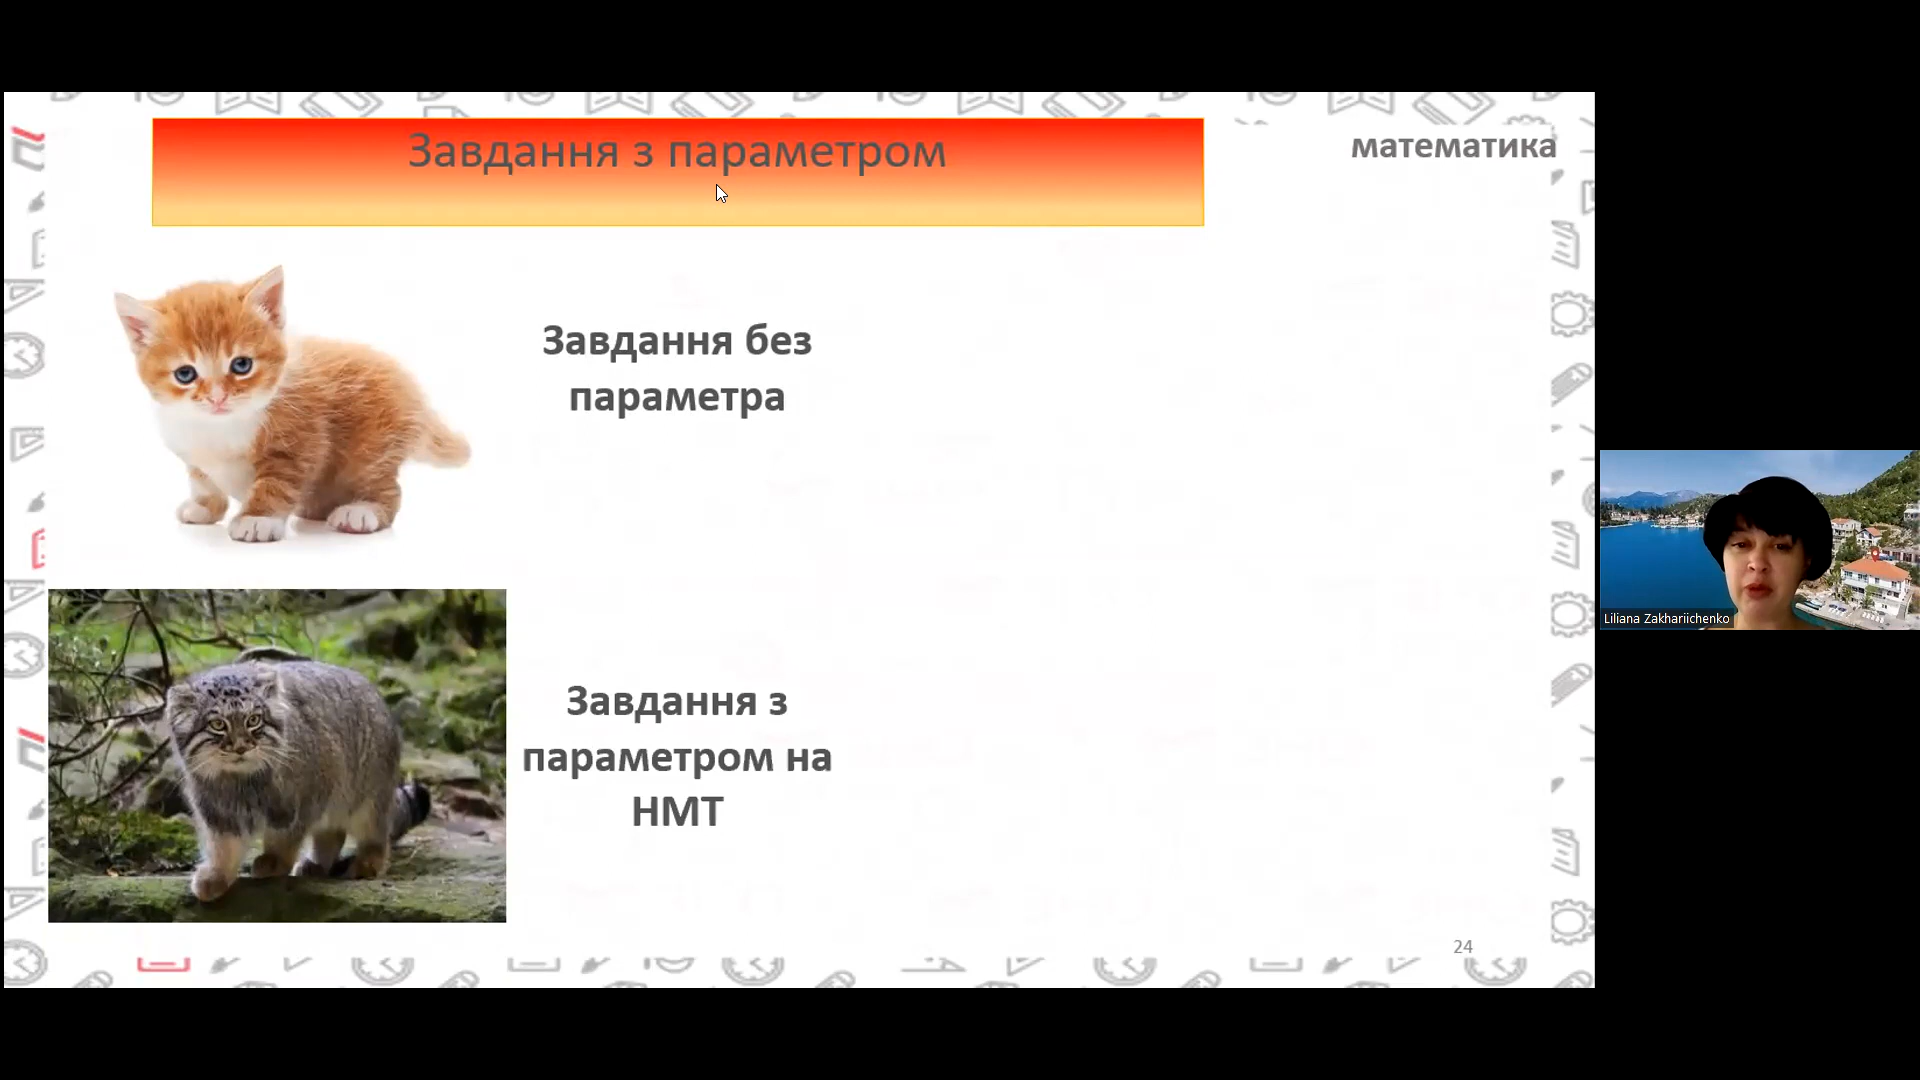 Завдання з параметром
математика
Завдання без
параметра
Завдання з
параметром на
НМТ
24
Liliana Zakhariichenko